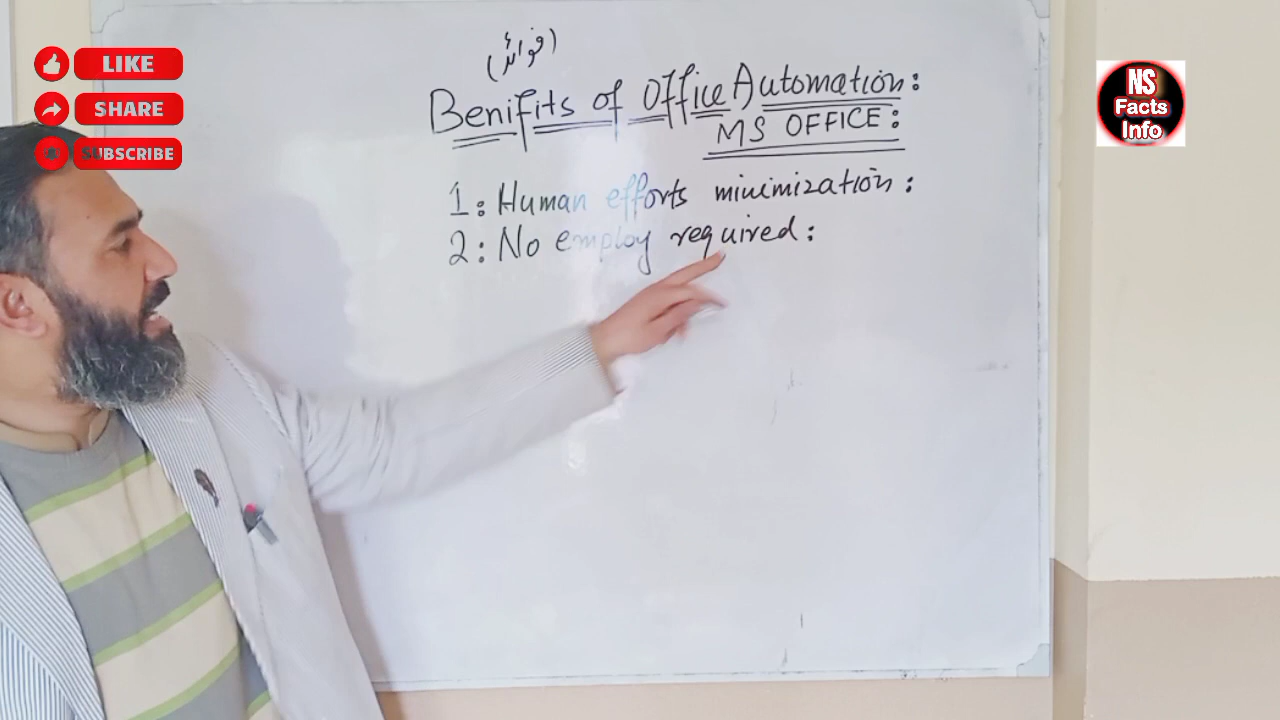 LIKE
SHARE
SUBSCRIBE
NS
Facts
Info
(فوائد)
Benifits of Office Automation:
MS OFFICE:
1: Human efforts minimization:
2: No employ required: